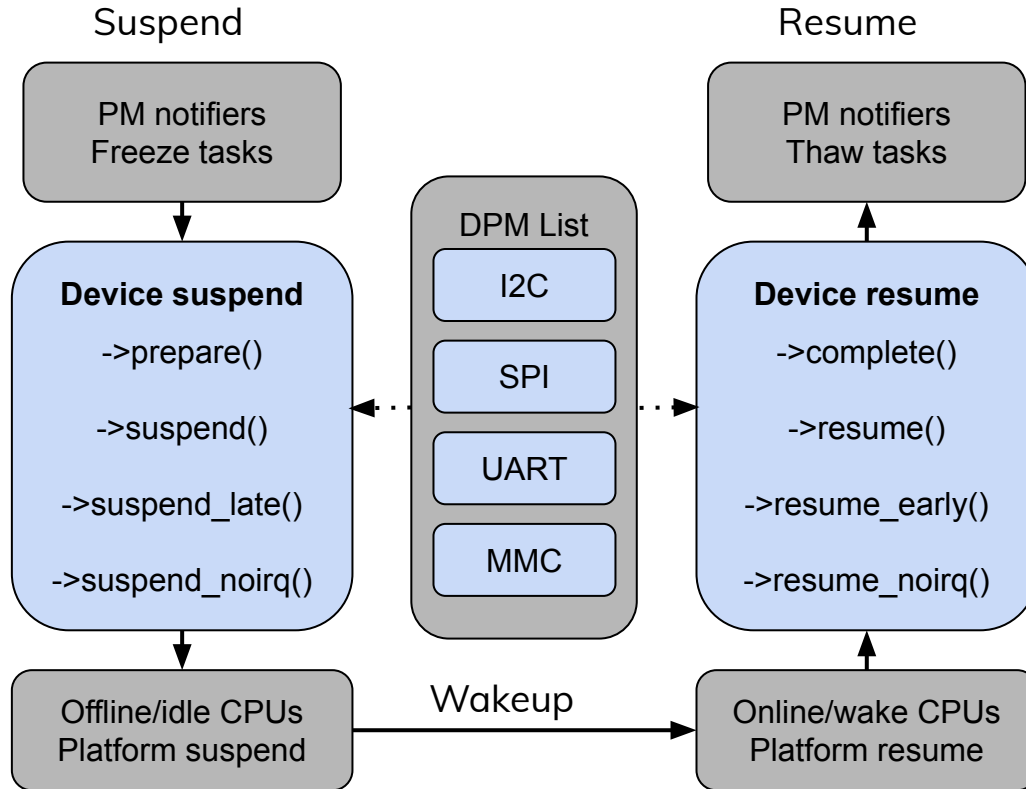 Suspend
PM notifiers
Freeze tasks
Device suspend
->prepare()
->suspend()
->suspend_late()
->suspend_noirq()
Offline/idle CPUs
Platform suspend
DPM List
I2C
SPI
UART
MMC
Wakeup
Resume
PM notifiers
Thaw tasks
Device resume
->complete()
->resume()
->resume_early()
->resume_noirq()
Online/wake CPUs
Platform resume